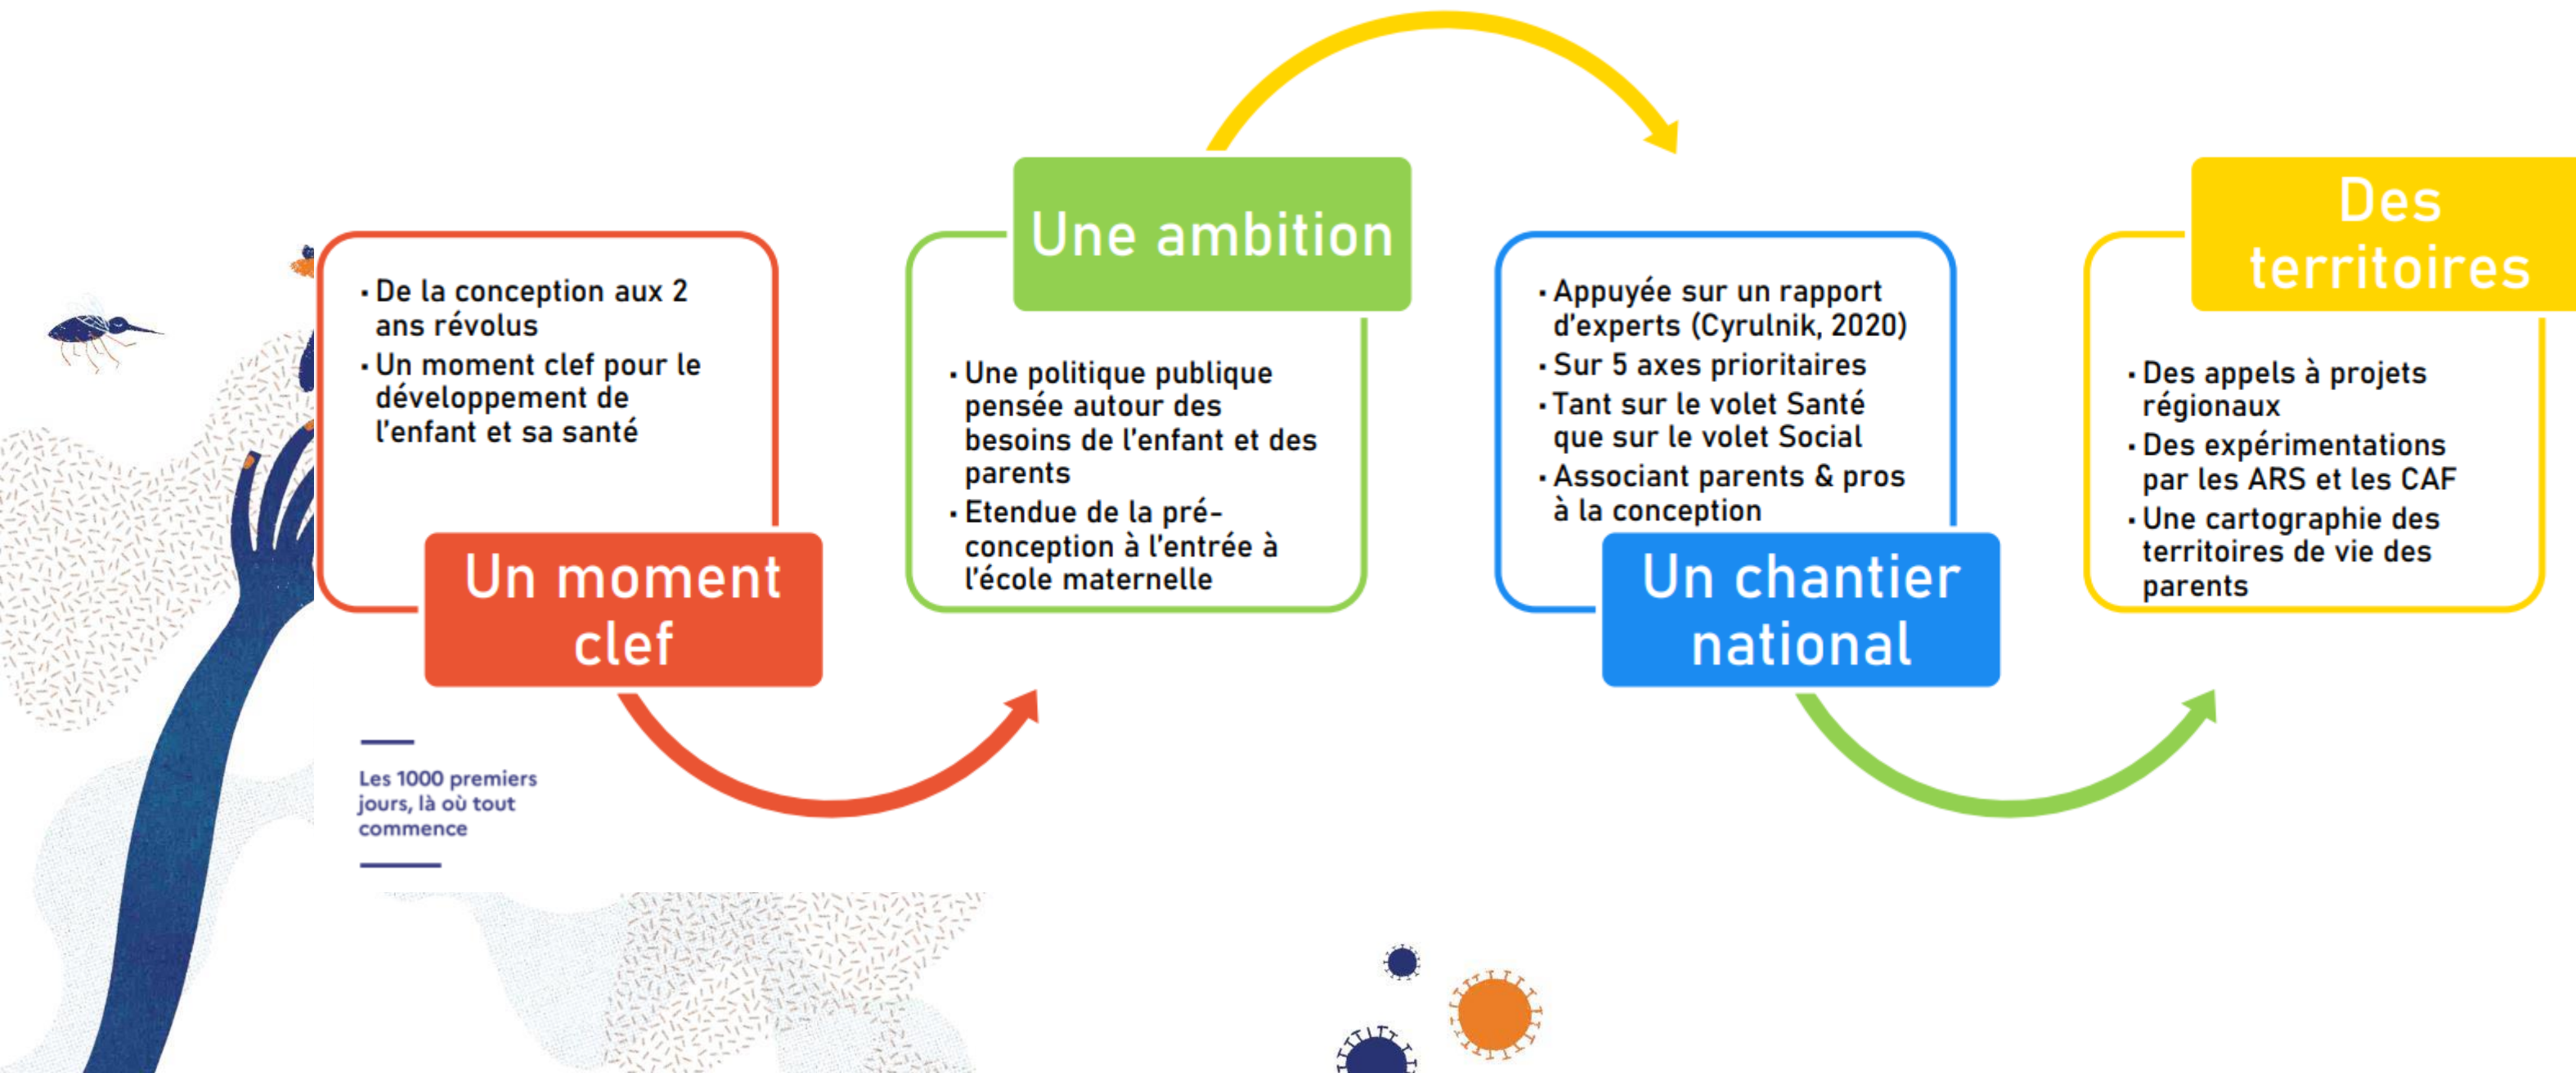 · De la conception aux 2
ans révolus
· Un moment clef pour le
développement de
l'enfant et sa santé
Un moment
clef
Une ambition
· Une politique publique
pensée autour des
besoins de l'enfant et des
parents
· Etendue de la pré-
conception à l'entrée à
l'école maternelle
· Appuyée sur un rapport
d'experts (Cyrulnik, 2020)
· Sur 5 axes prioritaires
· Tant sur le volet Santé
que sur le volet Social
· Associant parents & pros
à la conception
Un chantier
national
Des
territoires
· Des appels à projets
régionaux
· Des expérimentations
par les ARS et les CAF
· Une cartographie des
territoires de vie des
parents
Les 1000 premiers
jours, là où tout
commence